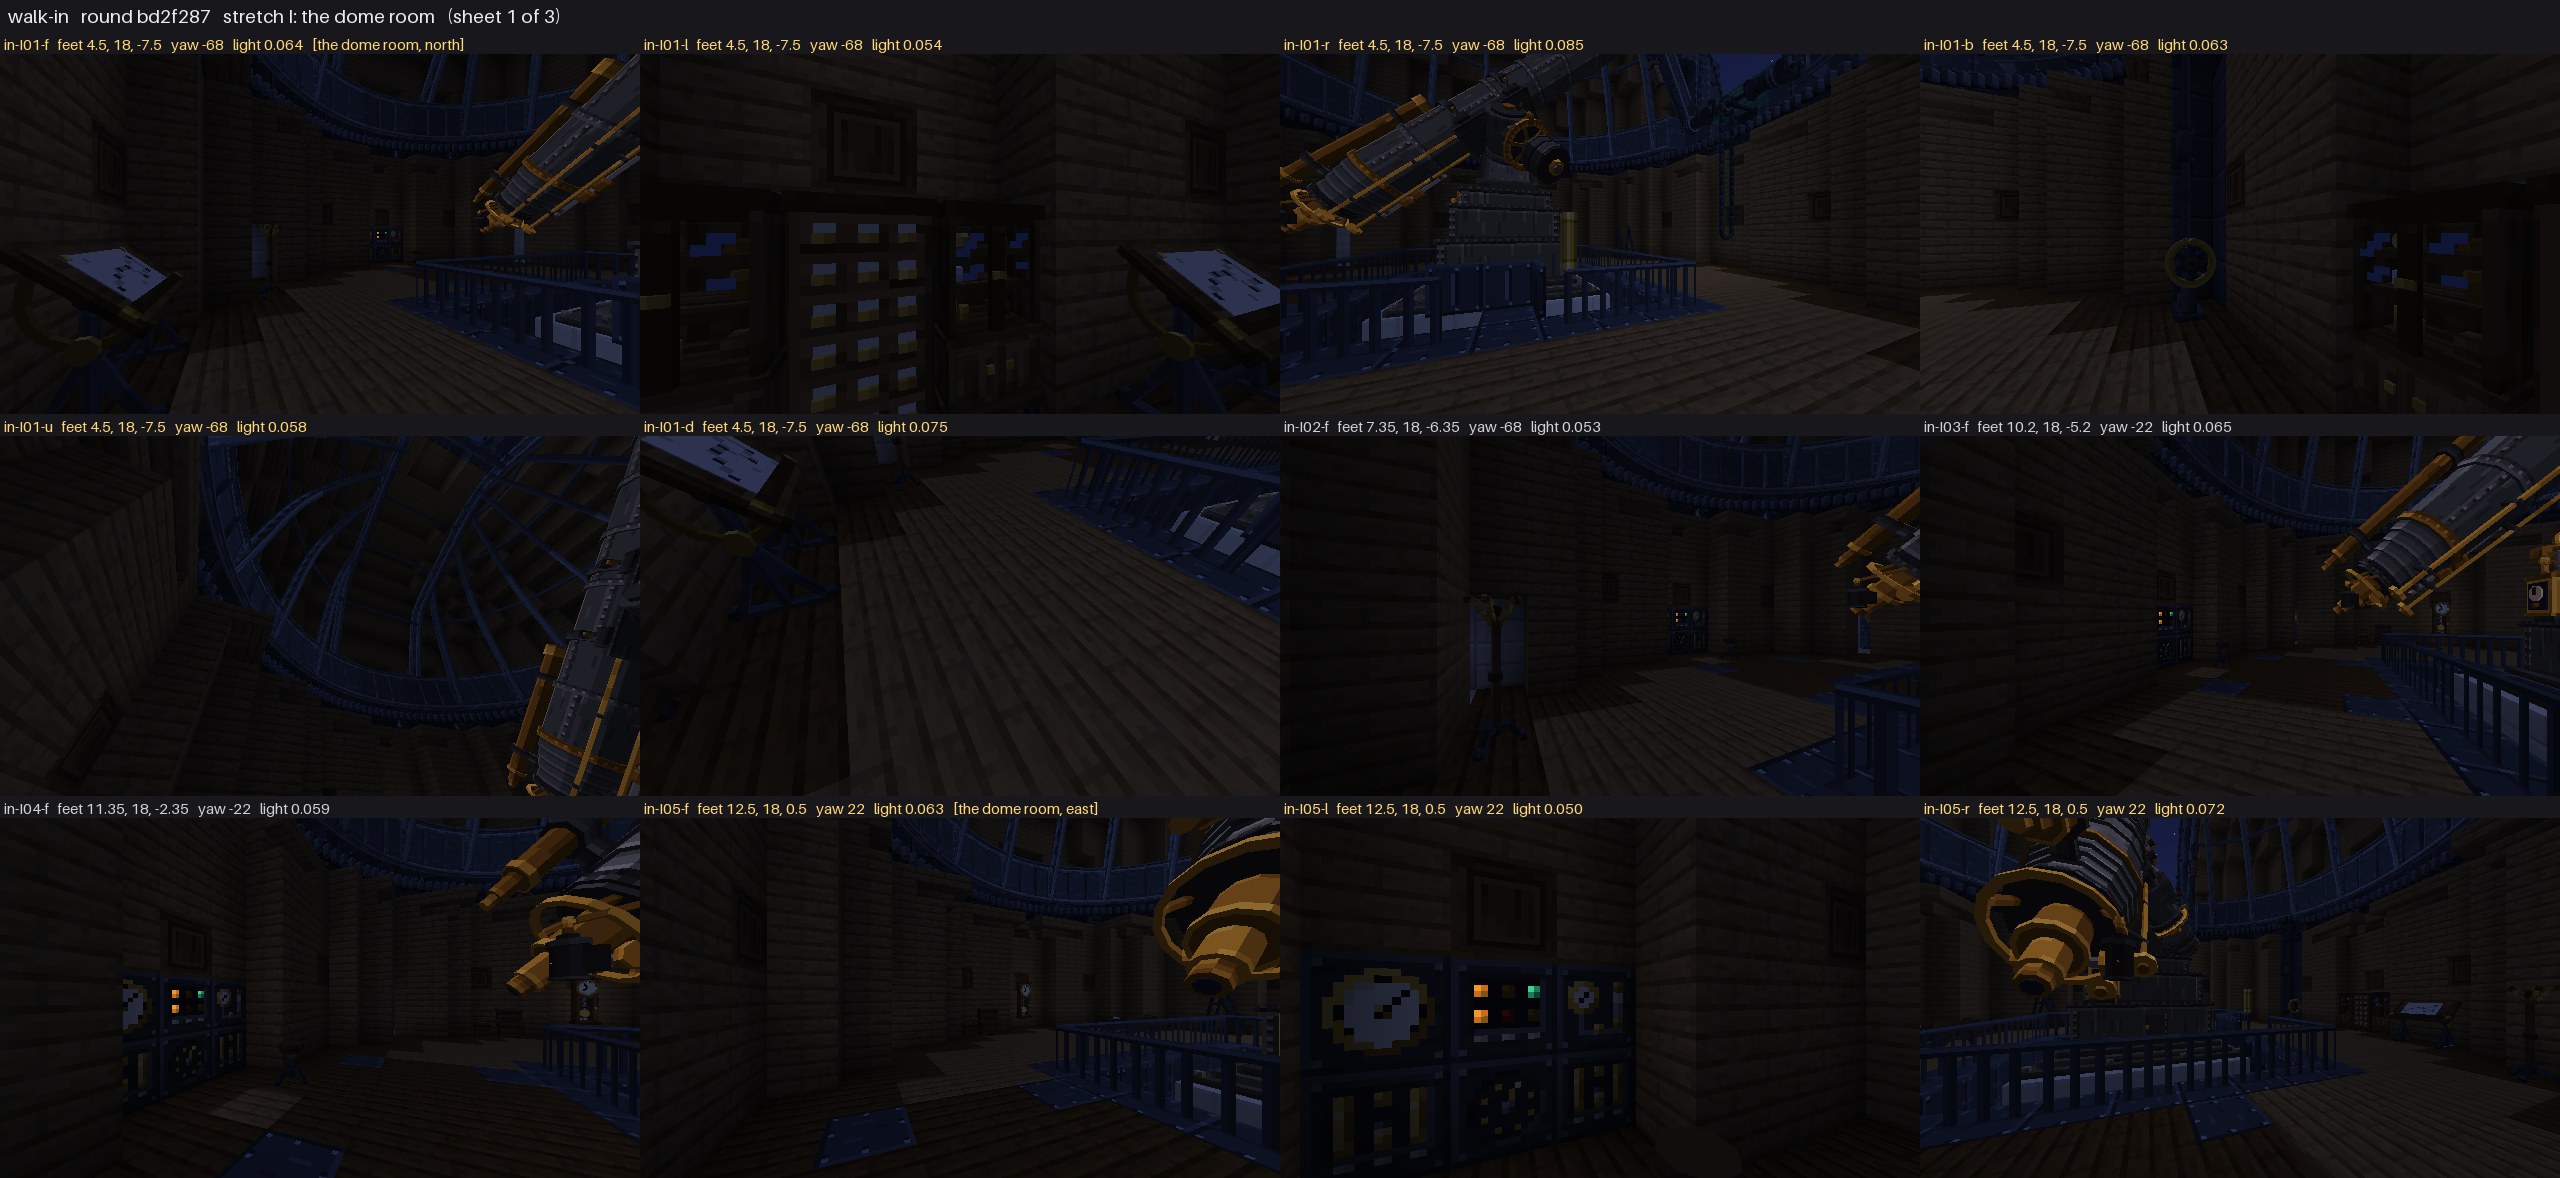 walk-in   round bd2f287   stretch I: the dome room   (sheet 1 of 3)
in-I01-f  feet 4.5, 18, -7.5  yaw -68  light 0.064  [the dome room, north]
in-I01-l  feet 4.5, 18, -7.5  yaw -68  light 0.054
in-I01-r  feet 4.5, 18, -7.5  yaw -68  light 0.085
in-I01-b  feet 4.5, 18, -7.5  yaw -68  light 0.063
in-I01-u  feet 4.5, 18, -7.5  yaw -68  light 0.058
in-I01-d  feet 4.5, 18, -7.5  yaw -68  light 0.075
in-I02-f  feet 7.35, 18, -6.35  yaw -68  light 0.053
in-I03-f  feet 10.2, 18, -5.2  yaw -22  light 0.065
in-I04-f  feet 11.35, 18, -2.35  yaw -22  light 0.059
in-I05-f  feet 12.5, 18, 0.5  yaw 22  light 0.063  [the dome room, east]
in-I05-l  feet 12.5, 18, 0.5  yaw 22  light 0.050
in-I05-r  feet 12.5, 18, 0.5  yaw 22  light 0.072